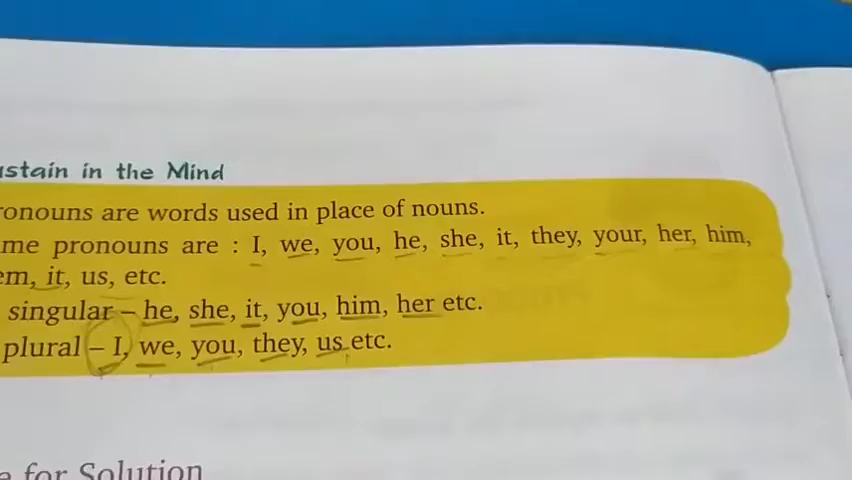 ustain in the Mind
ronouns are words used in place of nouns.
me pronouns are : I, we, you, he, she, it, they, your, her, him,
em, it, us, etc.
singular – he, she, it, you, him, her etc.
plural – I, we, you, they, us etc.
for Solution